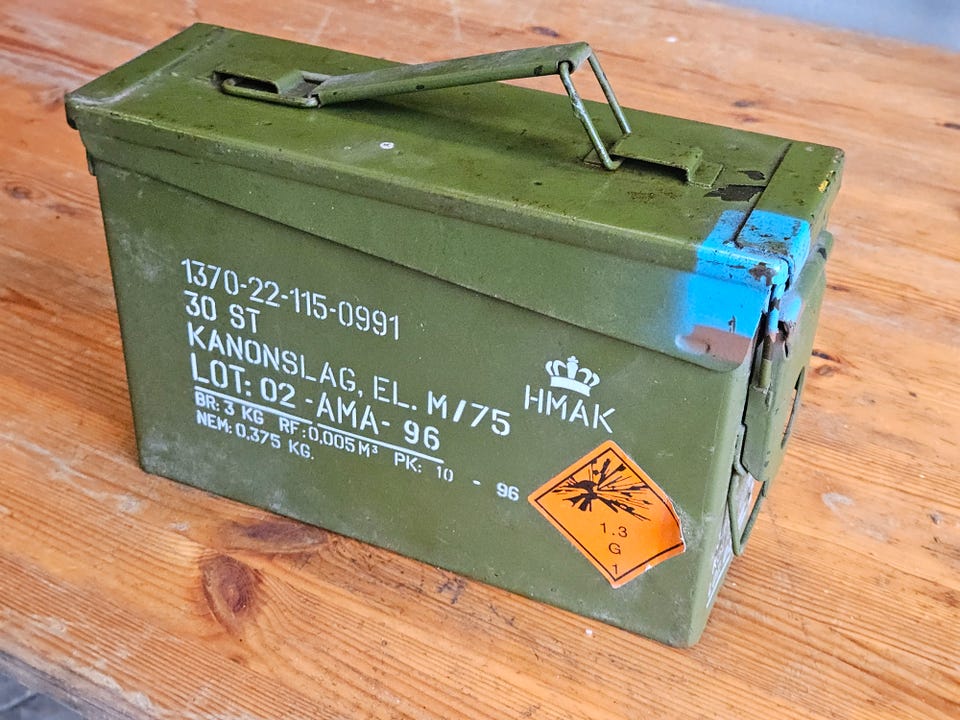 1370-22-115-0991
30 ST
KANONSLAG, EL. M/75
LOT: 02 -AMA- 96
BR: 3 KG RF: 0,005 M³ PK: 10 - 96
NEM: 0,375 KG.
HMAK
1.3
G
1